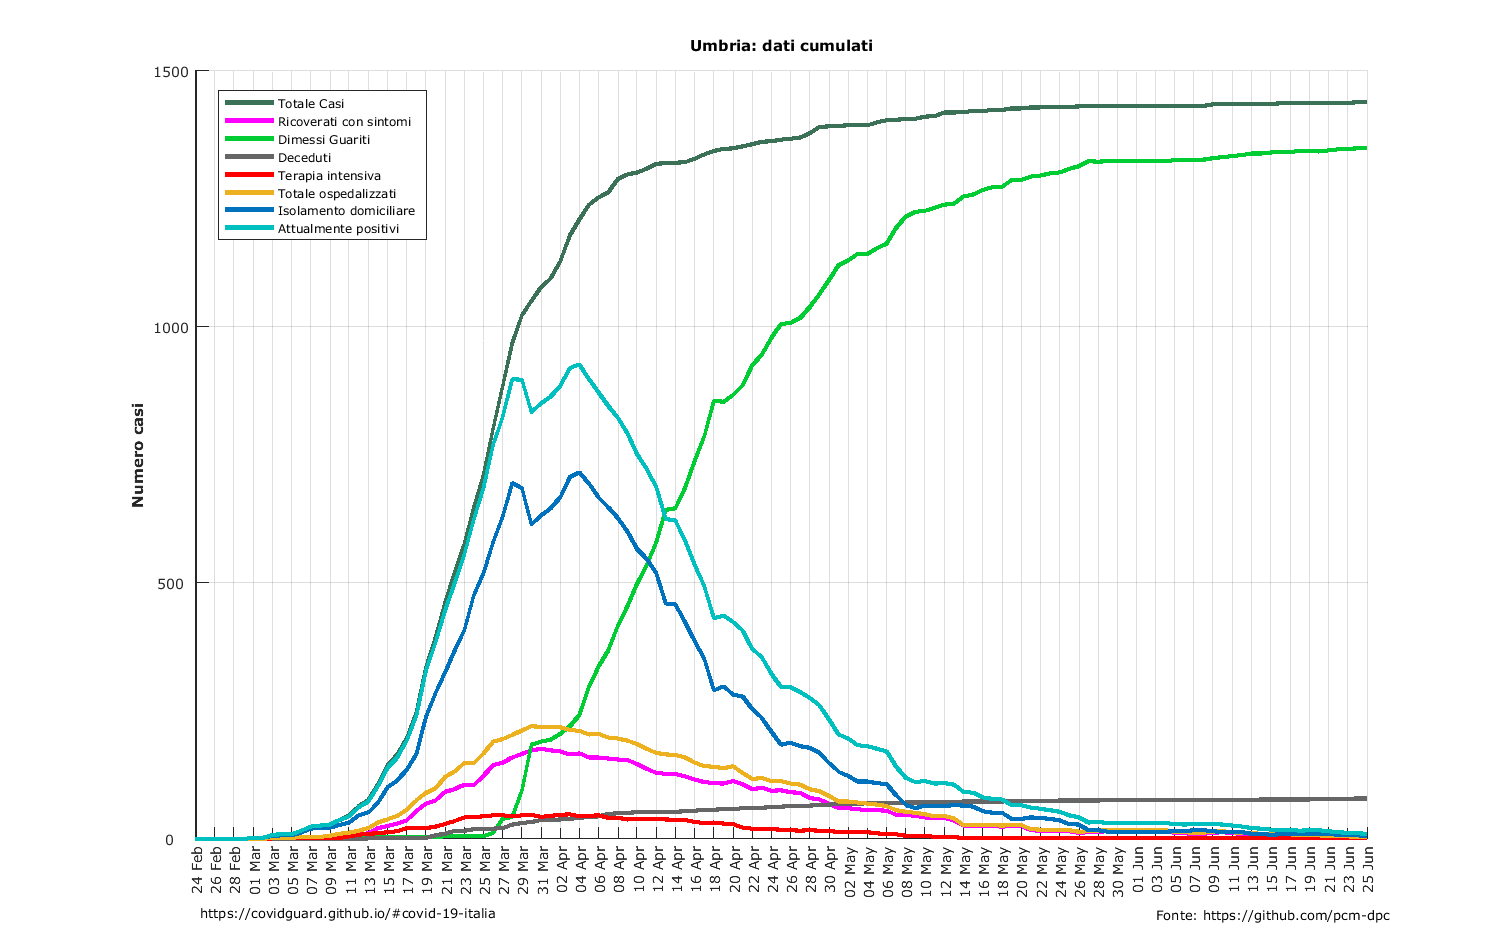 Umbria: dati cumulati
1500
1000
500
0
Numero casi
Totale Casi
Ricoverati con sintomi
Dimessi Guariti
Deceduti
Terapia intensiva
Totale ospedalizzati
Isolamento domiciliare
Attualmente positivi
24 Feb
26 Feb
28 Feb
01 Mar
03 Mar
05 Mar
07 Mar
09 Mar
11 Mar
13 Mar
15 Mar
17 Mar
19 Mar
21 Mar
23 Mar
25 Mar
27 Mar
29 Mar
31 Mar
02 Apr
04 Apr
06 Apr
08 Apr
10 Apr
12 Apr
14 Apr
16 Apr
18 Apr
20 Apr
22 Apr
24 Apr
26 Apr
28 Apr
30 Apr
02 May
04 May
06 May
08 May
10 May
12 May
14 May
16 May
18 May
20 May
22 May
24 May
26 May
28 May
30 May
01 Jun
03 Jun
05 Jun
07 Jun
09 Jun
11 Jun
13 Jun
15 Jun
17 Jun
19 Jun
21 Jun
23 Jun
25 Jun
https://covidguard.github.io/#covid-19-italia
Fonte: https://github.com/pcm-dpc